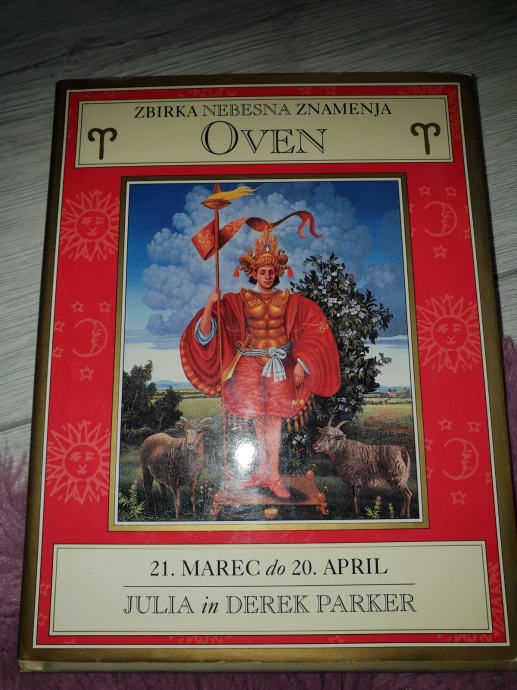 ZBIRKA NEBESNA ZNAMENJA
OVEN
21. MAREC do 20. APRIL
JULIA in DEREK PARKER